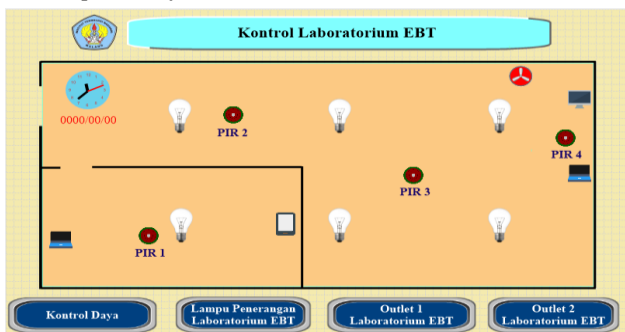 Kontrol Laboratorium EBT
0000/00/00
PIR 2
PIR 4
PIR 3
PIR 1
Kontrol Daya
Lampu Penerangan
Laboratorium EBT
Outlet 1
Laboratorium EBT
Outlet 2
Laboratorium EBT